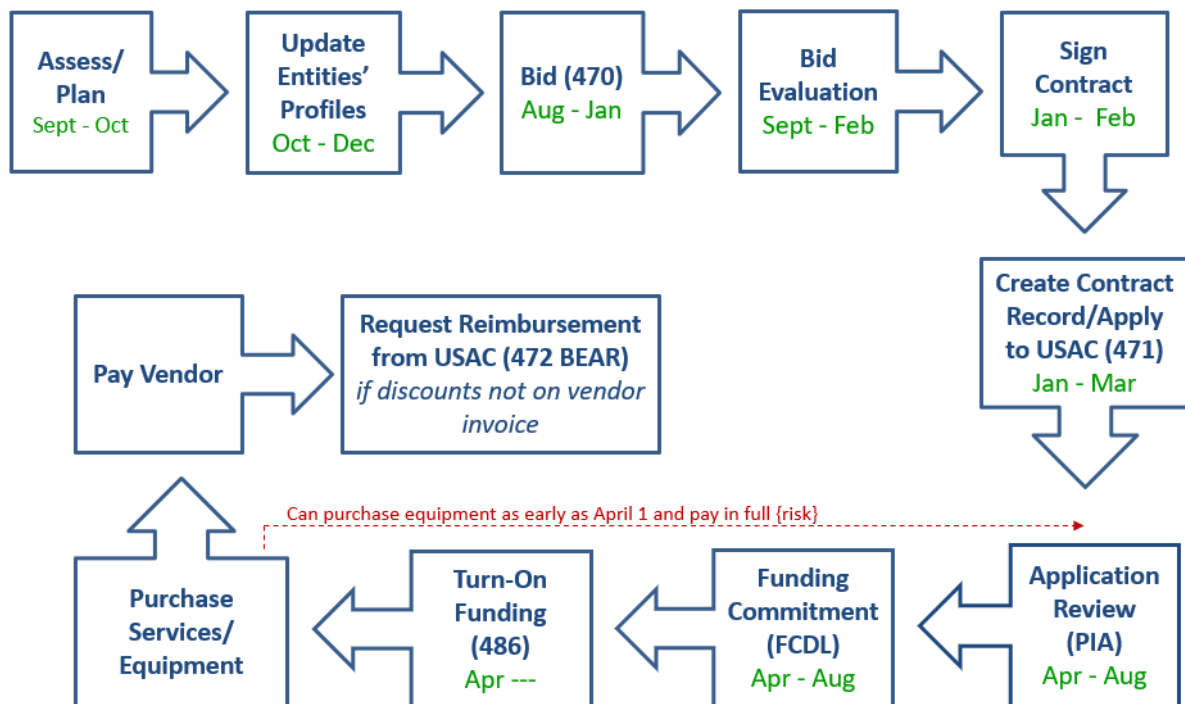 Assess/
Plan
Sept - Oct
Update
Entities’
Profiles
Oct - Dec
Bid (470)
Aug - Jan
Bid
Evaluation
Sept - Feb
Sign
Contract
Jan - Feb
Create Contract
Record/Apply
to USAC (471)
Jan - Mar
Application
Review
(PIA)
Apr - Aug
Funding
Commitment
(FCDL)
Apr - Aug
Turn-On
Funding
(486)
Apr ---
Purchase
Services/
Equipment
Can purchase equipment as early as April 1 and pay in full {risk}
Pay Vendor
Request Reimbursement
from USAC (472 BEAR)
if discounts not on vendor
invoice